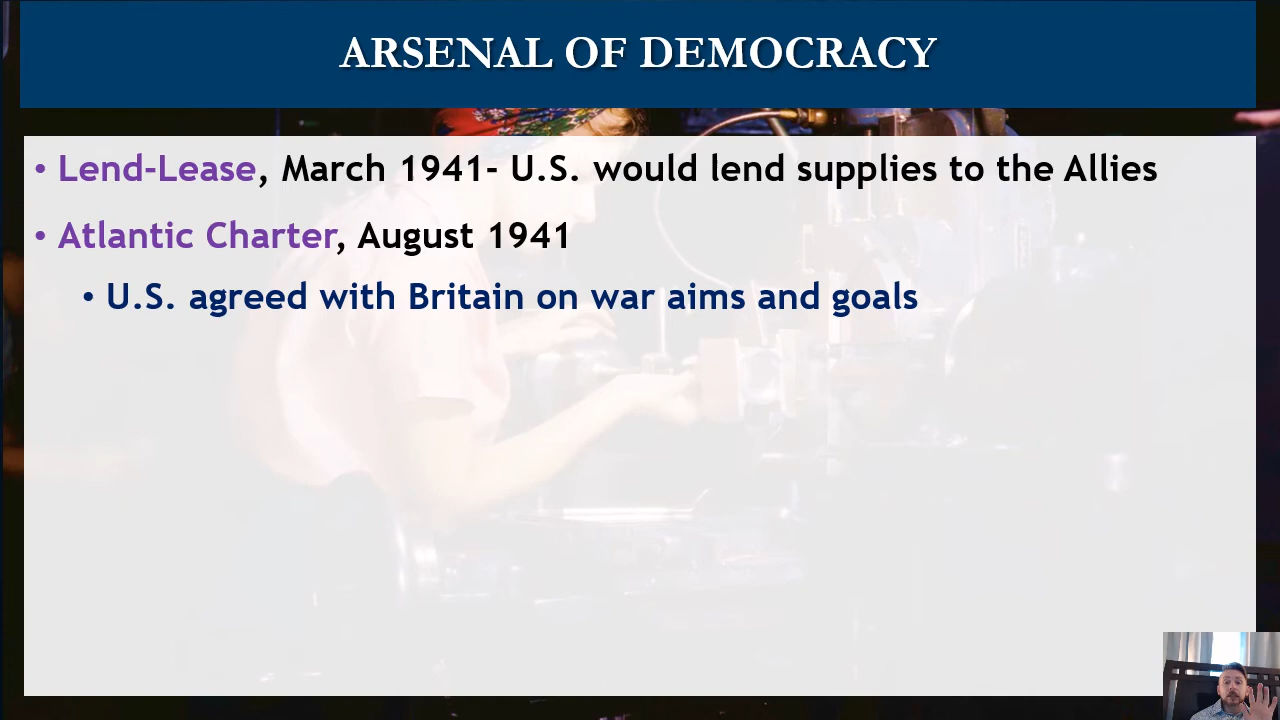 ARSENAL OF DEMOCRACY
• Lend-Lease, March 1941- U.S. would lend supplies to the Allies
• Atlantic Charter, August 1941
• U.S. agreed with Britain on war aims and goals